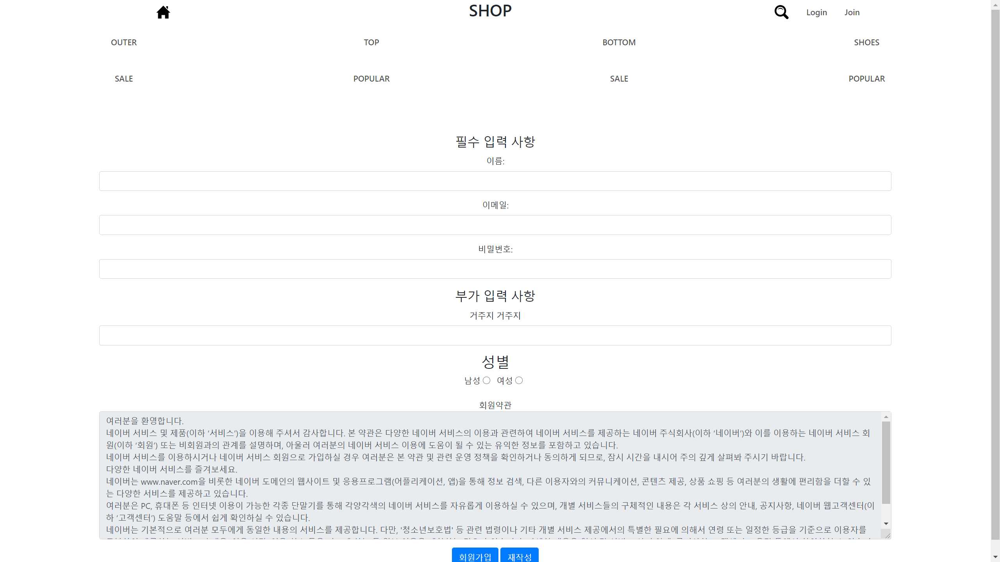 SHOP
Login
Join
OUTER
TOP
BOTTOM
SHOES
SALE
POPULAR
SALE
POPULAR
필수 입력 사항
이름:
이메일:
비밀번호:
부가 입력 사항
거주지 거주지
성별
남성 여성
회원약관
여러분을 환영합니다.
네이버 서비스 및 제품(이하 ‘서비스’)을 이용해 주셔서 감사합니다. 본 약관은 다양한 네이버 서비스의 이용과 관련하여 네이버 서비스를 제공하는 네이버 주식회사(이하 ‘네이버’)와 이를 이용하는 네이버 서비스 회
원(이하 ‘회원’) 또는 비회원과의 관계를 설명하며, 아울러 여러분의 네이버 서비스 이용에 도움이 될 수 있는 유익한 정보를 포함하고 있습니다.
네이버 서비스를 이용하시거나 네이버 서비스 회원으로 가입하실 경우 여러분은 본 약관 및 관련 운영 정책을 확인하거나 동의하게 되므로, 잠시 시간을 내시어 주의 깊게 살펴봐 주시기 바랍니다.
다양한 네이버 서비스를 즐겨보세요.
네이버는 www.naver.com을 비롯한 네이버 도메인의 웹사이트 및 응용프로그램(어플리케이션, 앱)을 통해 정보 검색, 다른 이용자와의 커뮤니케이션, 콘텐츠 제공, 상품 쇼핑 등 여러분의 생활에 편리함을 더할 수 있
는 다양한 서비스를 제공하고 있습니다.
여러분은 PC, 휴대폰 등 인터넷 이용이 가능한 각종 단말기를 통해 각양각색의 네이버 서비스를 자유롭게 이용하실 수 있으며, 개별 서비스들의 구체적인 내용은 각 서비스 상의 안내, 공지사항, 네이버 웹고객센터(이
하 ‘고객센터’) 도움말 등에서 쉽게 확인하실 수 있습니다.
네이버는 기본적으로 여러분 모두에게 동일한 내용의 서비스를 제공합니다. 다만, '청소년보호법' 등 관련 법령이나 기타 개별 서비스 제공에서의 특별한 필요에 의해서 연령 또는 일정한 등급을 기준으로 이용자를
회원가입
재작성